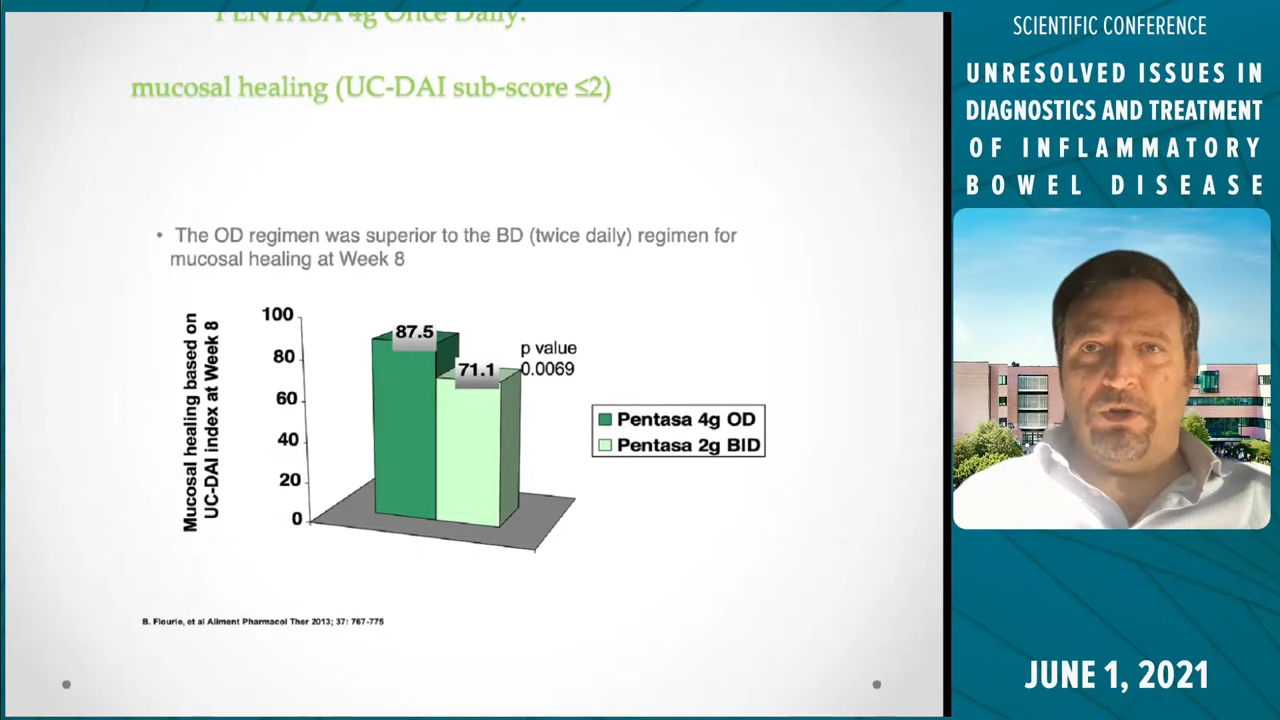 PENTASA 4g Once Daily:
mucosal healing (UC-DAI sub-score ≤2)
• The OD regimen was superior to the BD (twice daily) regimen for
mucosal healing at Week 8
Mucosal healing based on
UC-DAI index at Week 8
100
80
60
40
20
0
87.5
71.1
p value
0.0069
Pentasa 4g OD
Pentasa 2g BID
B. Flourie, et al Aliment Pharmacol Ther 2013; 37: 767-775
SCIENTIFIC CONFERENCE
UNRESOLVED ISSUES IN
DIAGNOSTICS AND TREATMENT
OF INFLAMMATORY
BOWEL DISEASE
JUNE 1, 2021